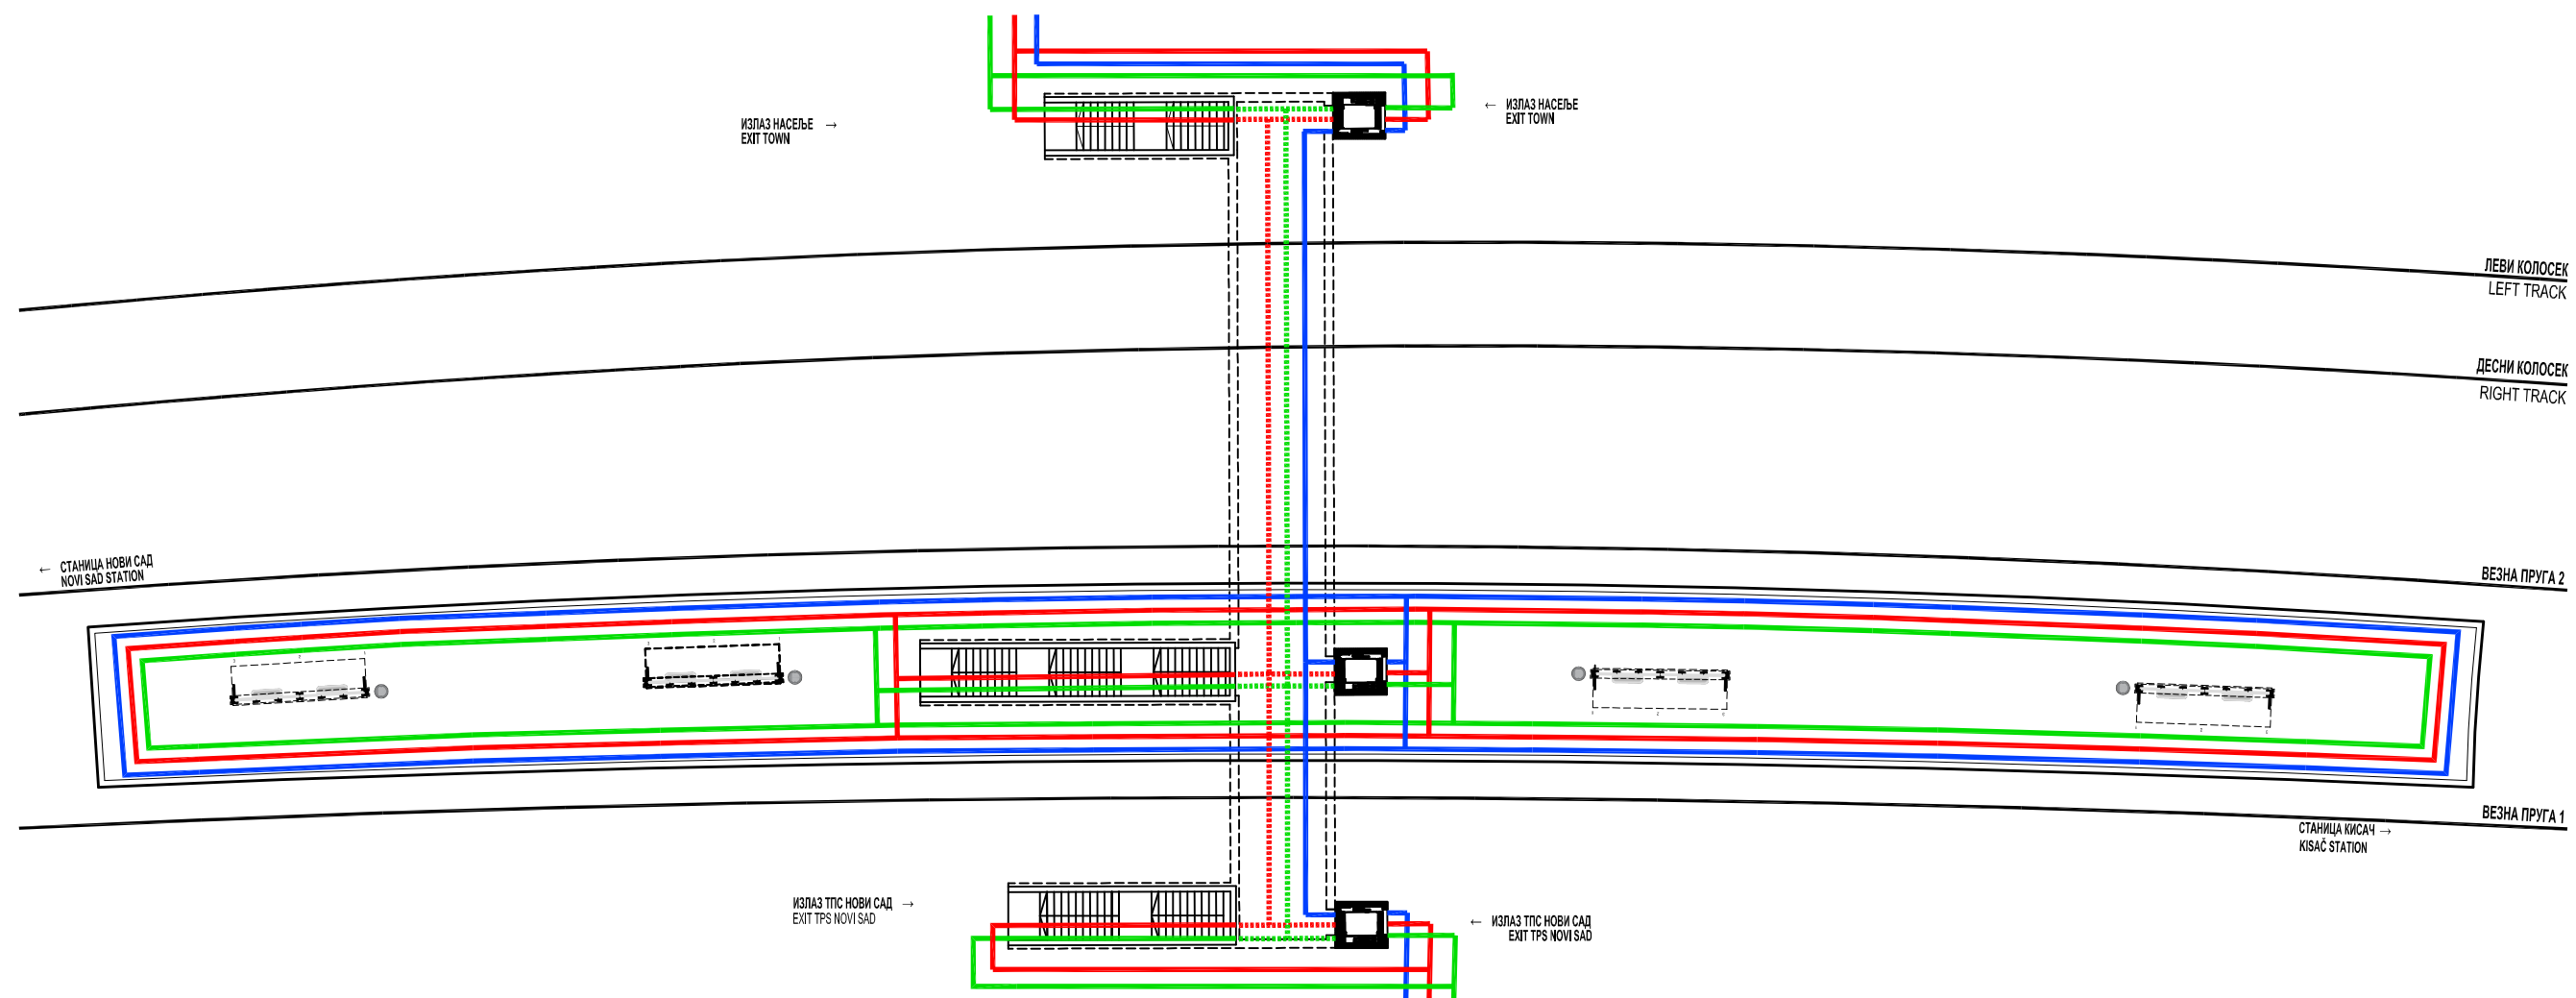 ← ИЗЛАЗ НАСЕЉЕ
EXIT TOWN
ИЗЛАЗ НАСЕЉЕ →
EXIT TOWN
ЛЕВИ КОЛОСЕК
LEFT TRACK
ДЕСНИ КОЛОСЕК
RIGHT TRACK
← СТАНИЦА НОВИ САД
NOVI SAD STATION
ВЕЗНА ПРУГА 2
ВЕЗНА ПРУГА 1
СТАНИЦА КИСАЧ →
KISAČ STATION
ИЗЛАЗ ТПС НОВИ САД →
EXIT TPS NOVI SAD
← ИЗЛАЗ ТПС НОВИ САД
EXIT TPS NOVI SAD